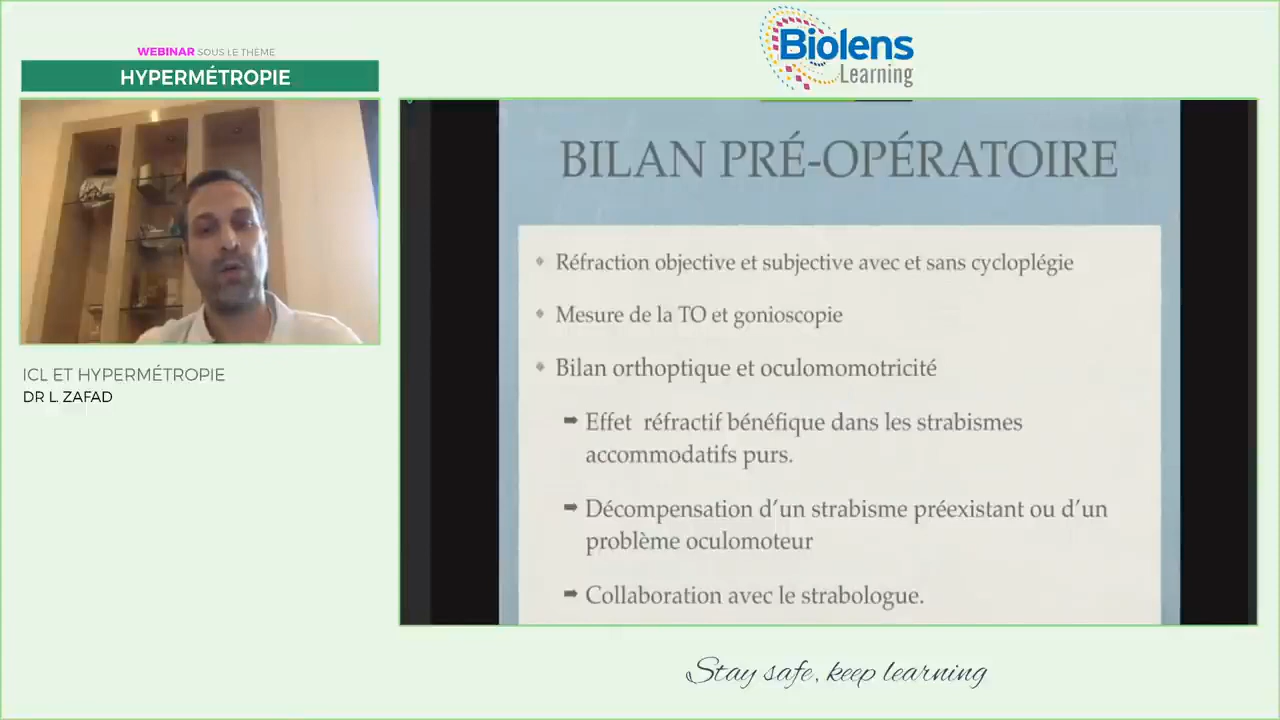 WEBINAR SOUS LE THÈME
HYPERMÉTROPIE
Biolens
Learning
BILAN PRÉ-OPÉRATOIRE
Réfraction objective et subjective avec et sans cycloplégie
Mesure de la TO et gonioscopie
Bilan orthoptique et oculomomotricité
Effet réfractif bénéfique dans les strabismes
accommodatifs purs.
Décompensation d’un strabisme préexistant ou d’un
problème oculomoteur
Collaboration avec le strabologue.
ICL ET HYPERMÉTROPIE
DR L. ZAFAD
Stay safe, keep learning